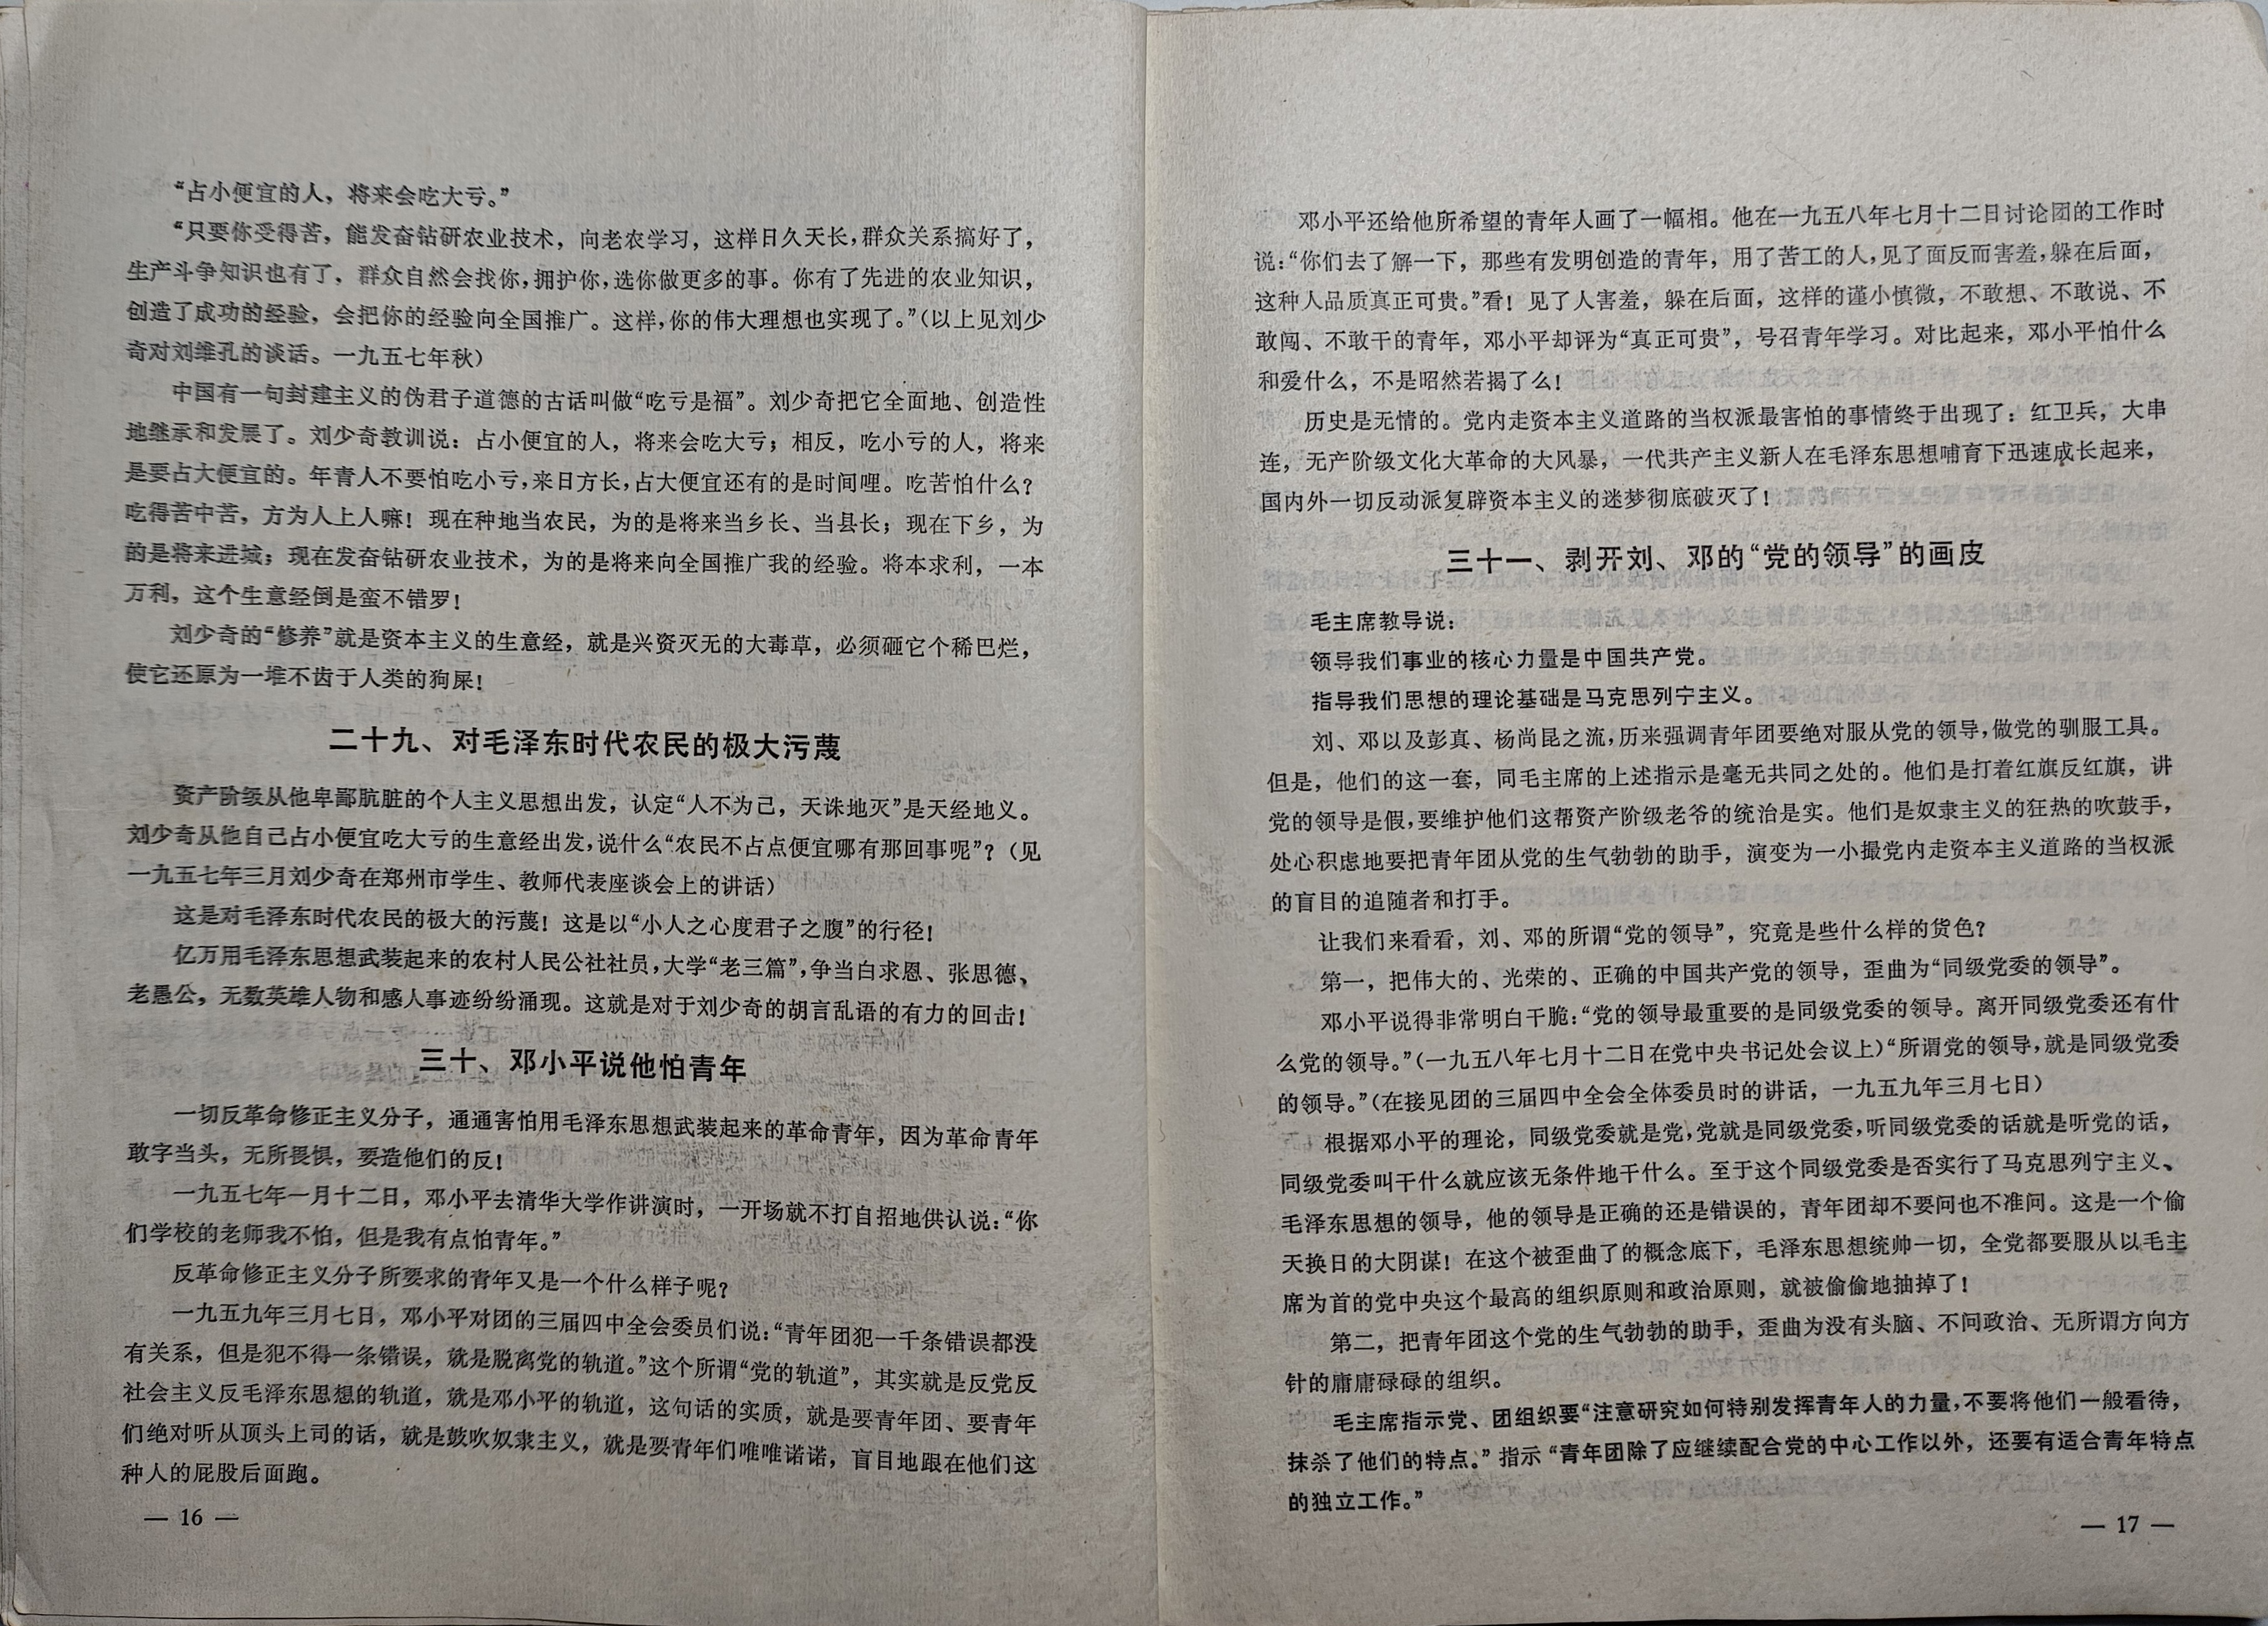 “占小便宜的人，将来会吃大亏。”
“只要你受得苦，能发奋钻研农业技术，向老农学习，这样日久天长，群众关系搞好了，
生产斗争知识也有了，群众自然会找你，拥护你，选你做更多的事。你有了先进的农业知识，
创造了成功的经验，会把你的经验向全国推广。这样，你的伟大理想也实现了。”（以上见刘少
奇对刘维孔的谈话。一九五七年秋）
中国有一句封建主义的伪君子道德的古话叫做“吃亏是福”。刘少奇把它全面地、创造性
地继承和发展了。刘少奇教训说：占小便宜的人，将来会吃大亏；相反，吃小亏的人，将来
是要占大便宜的。年青人不要怕吃小亏，来日方长，占大便宜还有的是时间哩。吃苦怕什么？
吃得苦中苦，方为人上人嘛！现在种地当农民，为的是将来当乡长、当县长；现在下乡，为
的是将来进城；现在发奋钻研农业技术，为的是将来向全国推广我的经验。将本求利，一本
万利，这个生意经倒是蛮不错罗！
刘少奇的“修养”就是资本主义的生意经，就是兴资灭无的大毒草，必须砸它个稀巴烂，
使它还原为一堆不齿于人类的狗屎！
二十九、对毛泽东时代农民的极大污蔑
资产阶级从他卑鄙肮脏的个人主义思想出发，认定“人不为己，天诛地灭”是天经地义。
刘少奇从他自己占小便宜吃大亏的生意经出发，说什么“农民不占点便宜哪有那回事呢”？（见
一九五七年三月刘少奇在郑州市学生、教师代表座谈会上的讲话）
这是对毛泽东时代农民的极大的污蔑！这是以“小人之心度君子之腹”的行径！
亿万用毛泽东思想武装起来的农村人民公社社员，大学“老三篇”，争当白求恩、张思德、
老愚公，无数英雄人物和感人事迹纷纷涌现。这就是对于刘少奇的胡言乱语的有力的回击！
三十、邓小平说他怕青年
一切反革命修正主义分子，通通害怕用毛泽东思想武装起来的革命青年，因为革命青年
敢字当头，无所畏惧，要造他们的反！
一九五七年一月十二日，邓小平去清华大学作讲演时，一开场就不打自招地供认说：“你
们学校的老师我不怕，但是我有点怕青年。”
反革命修正主义分子所要求的青年又是一个什么样子呢？
一九五九年三月七日，邓小平对团的三届四中全会委员们说：“青年团犯一千条错误都没
有关系，但是犯不得一条错误，就是脱离党的轨道。”这个所谓“党的轨道”，其实就是反党反
社会主义反毛泽东思想的轨道，就是邓小平的轨道，这句话的实质，就是要青年团、要青年
们绝对听从顶头上司的话，就是鼓吹奴隶主义，就是要青年们唯唯诺诺，盲目地跟在他们这
种人的屁股后面跑。
— 16 —
邓小平还给他所希望的青年人画了一幅相。他在一九五八年七月十二日讨论团的工作时
说：“你们去了解一下，那些有发明创造的青年，用了苦工的人，见了面反而害羞，躲在后面，
这种人品质真正可贵。”看！见了人害羞，躲在后面，这样的谨小慎微，不敢想、不敢说、不
敢闯、不敢干的青年，邓小平却评为“真正可贵”，号召青年学习。对比起来，邓小平怕什么
和爱什么，不是昭然若揭了么！
历史是无情的。党内走资本主义道路的当权派最害怕的事情终于出现了：红卫兵，大串
连，无产阶级文化大革命的大风暴，一代共产主义新人在毛泽东思想哺育下迅速成长起来，
国内外一切反动派复辟资本主义的迷梦彻底破灭了！
三十一、剥开刘、邓的“党的领导”的画皮
毛主席教导说：
领导我们事业的核心力量是中国共产党。
指导我们思想的理论基础是马克思列宁主义。
刘、邓以及彭真、杨尚昆之流，历来强调青年团要绝对服从党的领导，做党的驯服工具。
但是，他们的这一套，同毛主席的上述指示是毫无共同之处的。他们是打着红旗反红旗，讲
党的领导是假，要维护他们这帮资产阶级老爷的统治是实。他们是奴隶主义的狂热的吹鼓手，
处心积虑地要把青年团从党的生气勃勃的助手，演变为一小撮党内走资本主义道路的当权派
的盲目的追随者和打手。
让我们来看看，刘、邓的所谓“党的领导”，究竟是些什么样的货色？
第一，把伟大的、光荣的、正确的中国共产党的领导，歪曲为“同级党委的领导”。
邓小平说得非常明白干脆：“党的领导最重要的是同级党委的领导。离开同级党委还有什
么党的领导。”（一九五八年七月十二日在党中央书记处会议上）“所谓党的领导，就是同级党委
的领导。”（在接见团的三届四中全会全体委员时的讲话，一九五九年三月七日）
根据邓小平的理论，同级党委就是党，党就是同级党委，听同级党委的话就是听党的话，
同级党委叫干什么就应该无条件地干什么。至于这个同级党委是否实行了马克思列宁主义、
毛泽东思想的领导，他的领导是正确的还是错误的，青年团却不要问也不准问。这是一个偷
天换日的大阴谋！在这个被歪曲了的概念底下，毛泽东思想统帅一切，全党都要服从以毛主
席为首的党中央这个最高的组织原则和政治原则，就被偷偷地抽掉了！
第二，把青年团这个党的生气勃勃的助手，歪曲为没有头脑、不问政治、无所谓方向方
针的庸庸碌碌的组织。
毛主席指示党、团组织要“注意研究如何特别发挥青年人的力量，不要将他们一般看待，
抹杀了他们的特点。”指示“青年团除了应继续配合党的中心工作以外，还要有适合青年特点
的独立工作。”
— 17 —